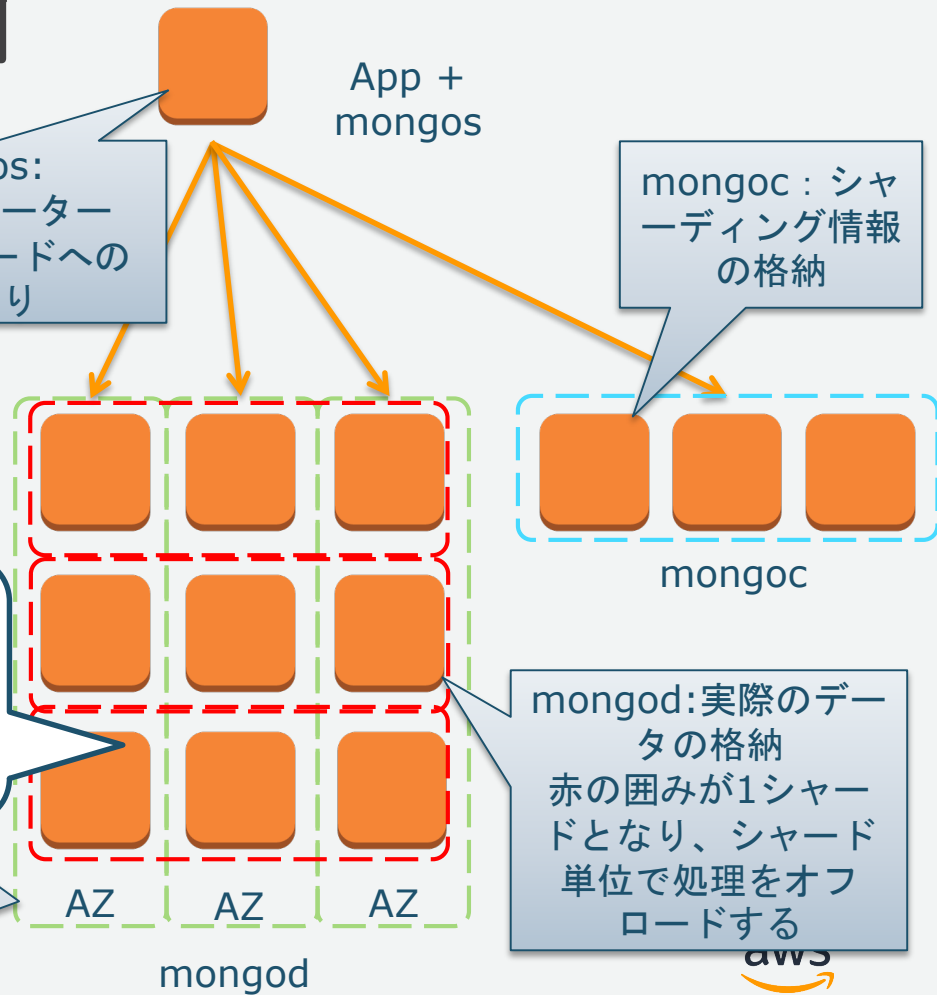 App +
mongos
os:
ーター
ードへの
り
mongoc：シャ
ーディング情報
の格納
mongoc
mongod:実際のデー
タの格納
赤の囲みが1シャー
ドとなり、シャード
単位で処理をオフ
ロードする
AZ
AZ
AZ
mongod
aws